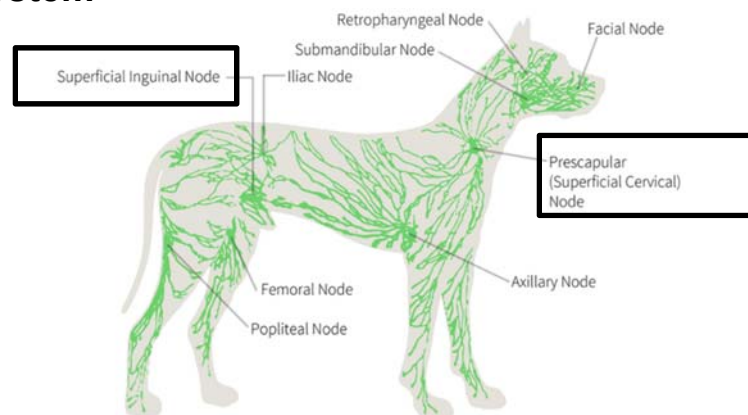 Retropharyngeal Node
Facial Node
Submandibular Node
Superficial Inguinal Node
Iliac Node
Prescapular
(Superficial Cervical)
Node
Axillary Node
Femoral Node
Popliteal Node